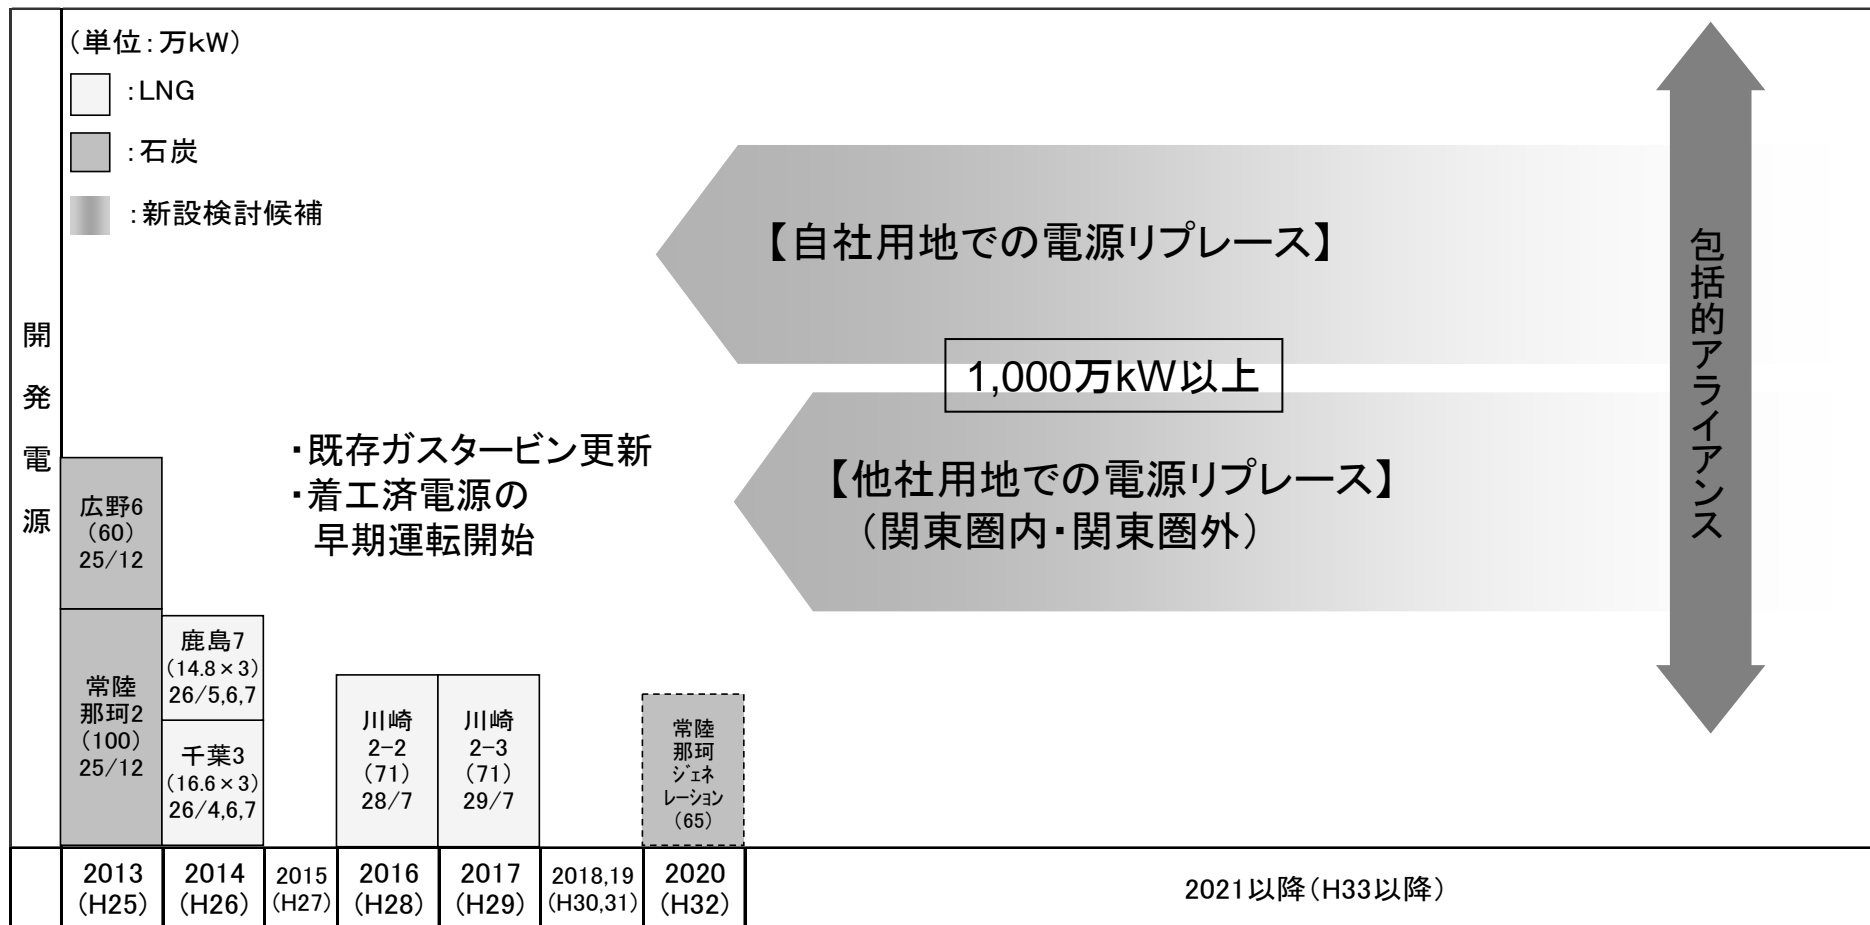 (単位:万kW)
:LNG
:石炭
:新設検討候補
開
発
電
源
【自社用地での電源リプレース】
1,000万kW以上
【他社用地での電源リプレース】
(関東圏内・関東圏外)
包括的アライアンス
・既存ガスタービン更新
・着工済電源の
早期運転開始
広野6
(60)
25/12
常陸
那珂2
(100)
25/12
鹿島7
(14.8×3)
26/5,6,7
千葉3
(16.6×3)
26/4,6,7
川崎
2-2
(71)
28/7
川崎
2-3
(71)
29/7
常陸
那珂
ジェネ
レーション
(65)
2013
(H25)
2014
(H26)
2015
(H27)
2016
(H28)
2017
(H29)
2018,19
(H30,31)
2020
(H32)
2021以降(H33以降)